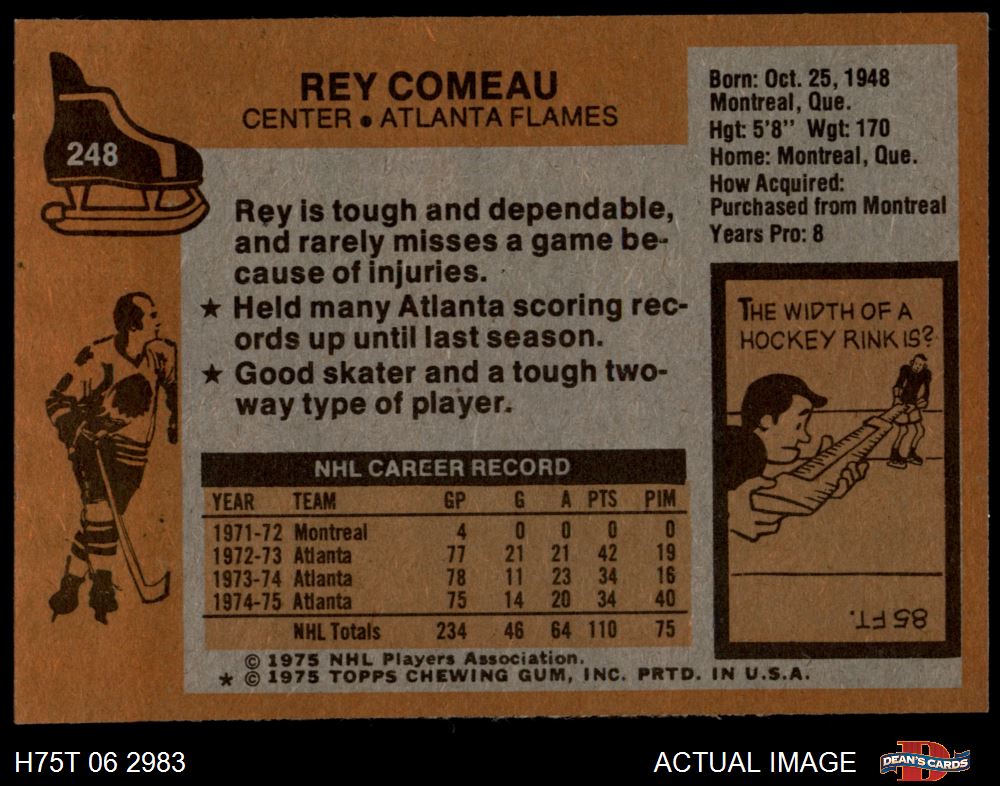 248
REY COMEAU
CENTER • ATLANTA FLAMES
Born: Oct. 25, 1948
Montreal, Que.
Hgt: 5'8" Wgt: 170
Home: Montreal, Que.
How Acquired:
Purchased from Montreal
Years Pro: 8
Rey is tough and dependable,
and rarely misses a game be-
cause of injuries.
★ Held many Atlanta scoring rec-
ords up until last season.
★ Good skater and a tough two-
way type of player.
THE WIDTH OF A
HOCKEY RINK IS?
85 FT.
NHL CAREER RECORD
YEAR TEAM GP G A PTS PIM
1971-72 Montreal 4 0 0 0 0
1972-73 Atlanta 77 21 21 42 19
1973-74 Atlanta 78 11 23 34 16
1974-75 Atlanta 75 14 20 34 40
NHL Totals 234 46 64 110 75
© 1975 NHL Players Association.
★ © 1975 TOPPS CHEWING GUM, INC. PRTD. IN U.S.A.
H75T 06 2983
ACTUAL IMAGE
D
DEAN'S CARDS